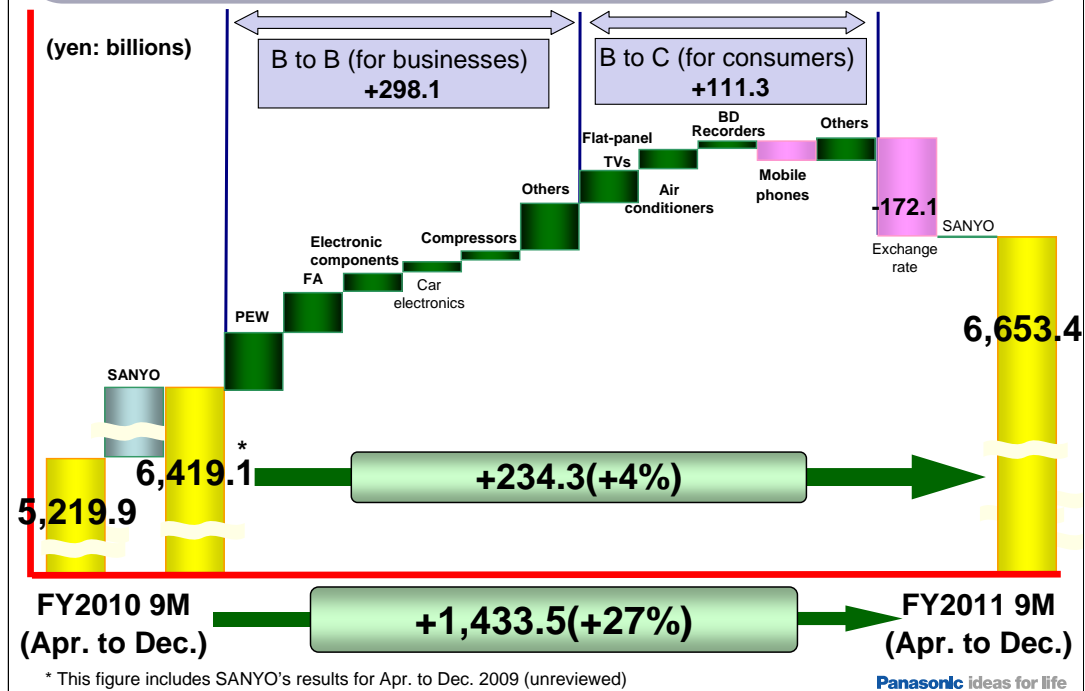 (yen: billions)
B to B (for businesses)
+298.1
B to C (for consumers)
+111.3
PEW
FA
Electronic
components
Car
electronics
Compressors
Others
Flat-panel
TVs
Air
conditioners
BD
Recorders
Mobile
phones
Others
-172.1
Exchange
rate
SANYO
SANYO
5,219.9
6,419.1
*
6,653.4
+234.3(+4%)
FY2010 9M
(Apr. to Dec.)
+1,433.5(+27%)
FY2011 9M
(Apr. to Dec.)
* This figure includes SANYO's results for Apr. to Dec. 2009 (unreviewed)
Panasonic ideas for life